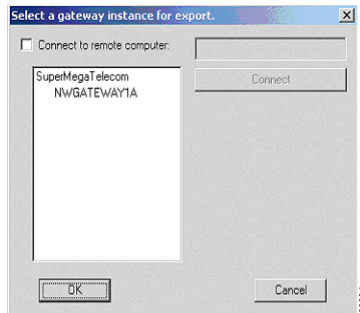 Select a gateway instance for export.
Connect to remote computer:
SuperMegaTelecom
NWGATEWAY1A
Connect
OK
Cancel